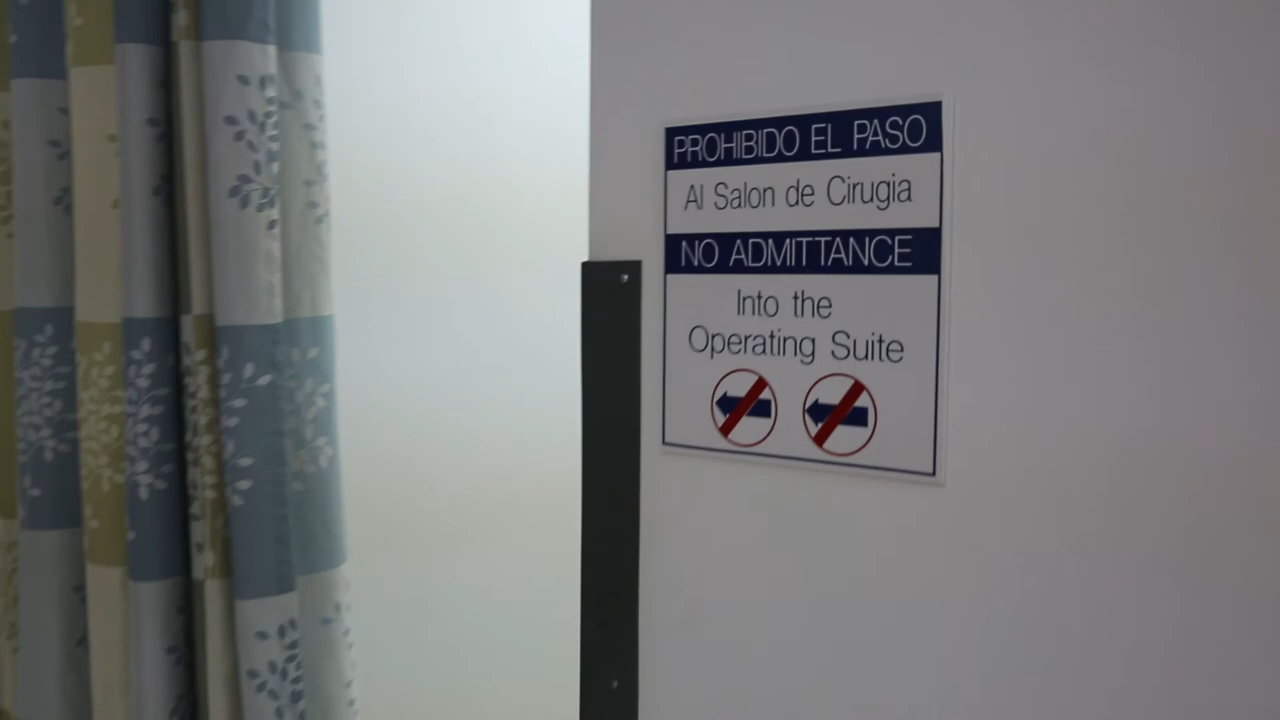 PROHIBIDO EL PASO
Al Salon de Cirugia
NO ADMITTANCE
Into the
Operating Suite